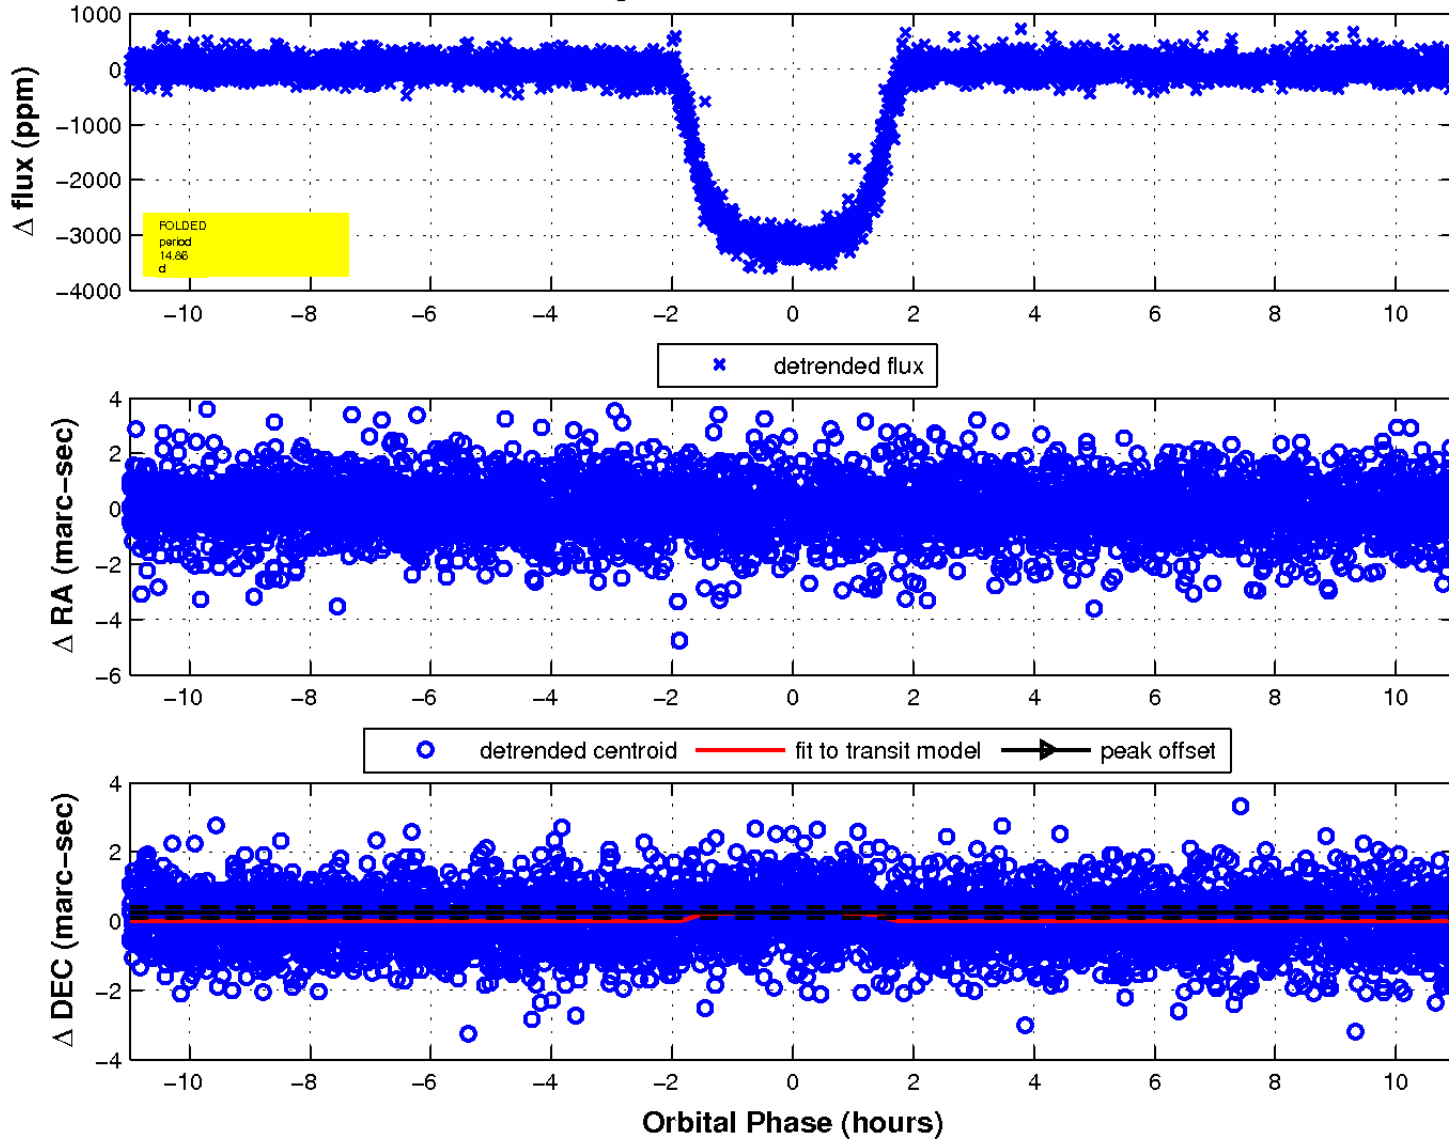 1000
0
−1000
−2000
−3000
−4000
Δ flux (ppm)
FOLDED
period
14.86
d
−10 −8 −6 −4 −2 0 2 4 6 8 10
detrended flux
4
2
0
−2
−4
−6
Δ RA (marc−sec)
−10 −8 −6 −4 −2 0 2 4 6 8 10
detrended centroid fit to transit model peak offset
4
2
0
−2
−4
Δ DEC (marc−sec)
−10 −8 −6 −4 −2 0 2 4 6 8 10
Orbital Phase (hours)